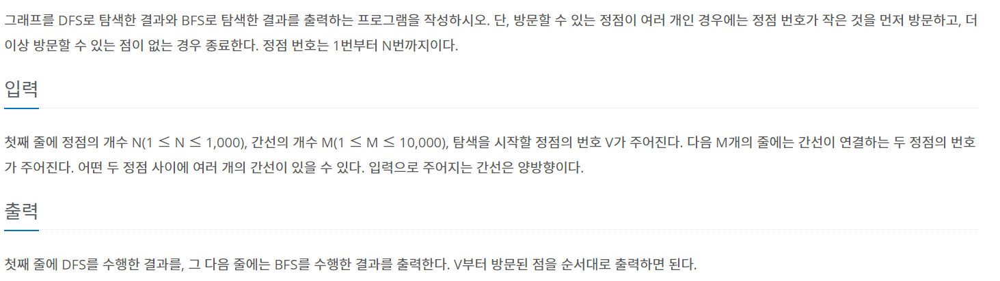 그래프를 DFS로 탐색한 결과와 BFS로 탐색한 결과를 출력하는 프로그램을 작성하시오. 단, 방문할 수 있는 정점이 여러 개인 경우에는 정점 번호가 작은 것을 먼저 방문하고, 더
이상 방문할 수 있는 점이 없는 경우 종료한다. 정점 번호는 1번부터 N번까지이다.
입력
첫째 줄에 정점의 개수 N(1 ≤ N ≤ 1,000), 간선의 개수 M(1 ≤ M ≤ 10,000), 탐색을 시작할 정점의 번호 V가 주어진다. 다음 M개의 줄에는 간선이 연결하는 두 정점의 번호
가 주어진다. 어떤 두 정점 사이에 여러 개의 간선이 있을 수 있다. 입력으로 주어지는 간선은 양방향이다.
출력
첫째 줄에 DFS를 수행한 결과를, 그 다음 줄에는 BFS를 수행한 결과를 출력한다. V부터 방문된 점을 순서대로 출력하면 된다.